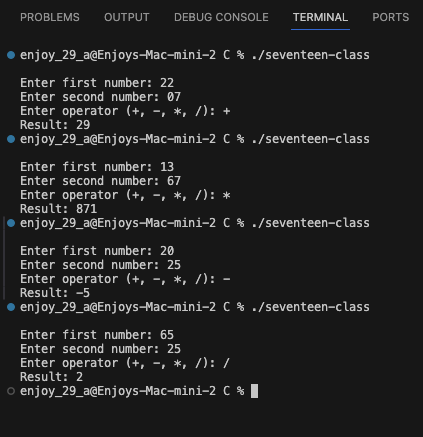 PROBLEMS OUTPUT DEBUG CONSOLE TERMINAL PORTS
enjoy_29_a@Enjoys-Mac-mini-2 C % ./seventeen-class
Enter first number: 22
Enter second number: 07
Enter operator (+, -, *, /): +
Result: 29
enjoy_29_a@Enjoys-Mac-mini-2 C % ./seventeen-class
Enter first number: 13
Enter second number: 67
Enter operator (+, -, *, /): *
Result: 871
enjoy_29_a@Enjoys-Mac-mini-2 C % ./seventeen-class
Enter first number: 20
Enter second number: 25
Enter operator (+, -, *, /): -
Result: -5
enjoy_29_a@Enjoys-Mac-mini-2 C % ./seventeen-class
Enter first number: 65
Enter second number: 25
Enter operator (+, -, *, /): /
Result: 2
enjoy_29_a@Enjoys-Mac-mini-2 C %